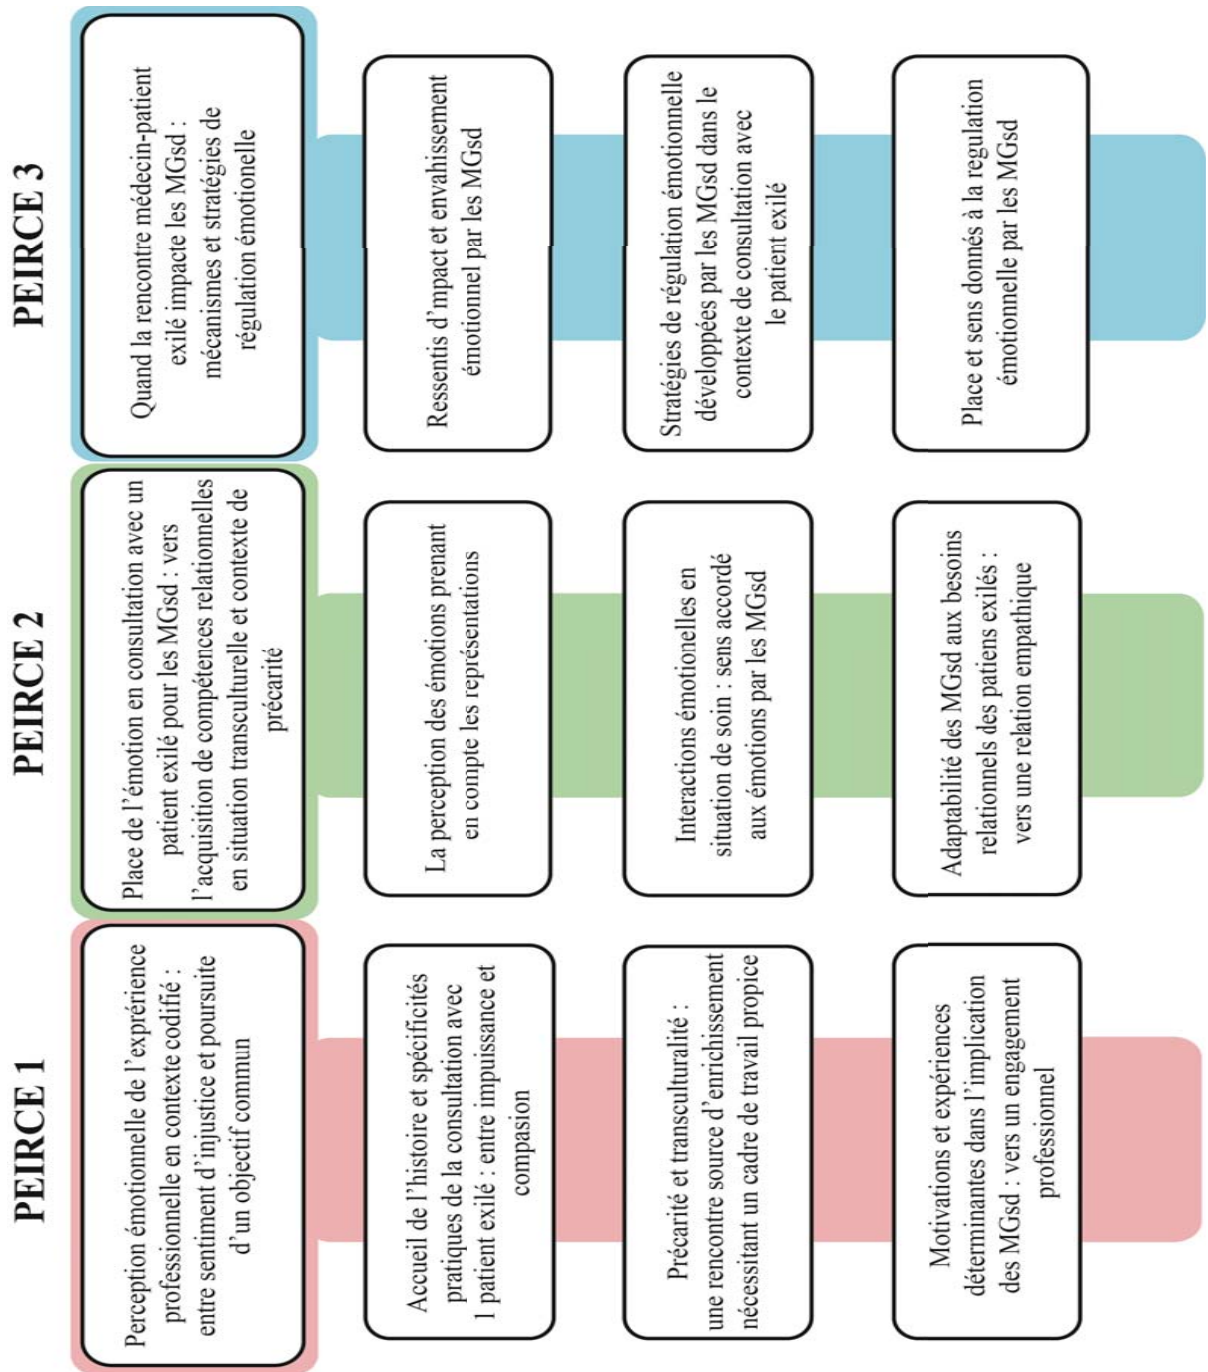 PEIRCE 1
Perception émotionnelle de l'exprérience
professionnelle en contexte codifié :
entre sentiment d'injustice et poursuite
d'un objectif commun
Accueil de l'histoire et spécificités
pratiques de la consultation avec
l patient exilé : entre impuissance et
compasion
Précarité et transculturalité :
une rencontre source d'enrichissement
nécessitant un cadre de travail propice
Motivations et expériences
déterminantes dans l'implication
des MGsd : vers un engagement
professionnel
PEIRCE 2
Place de l'émotion en consultation avec un
patient exilé pour les MGsd : vers
l'acquisition de compétences relationnelles
en situation transculturelle et contexte de
précarité
La perception des émotions prenant
en compte les représentations
Interactions émotionelles en
situation de soin : sens accordé
aux émotions par les MGsd
Adaptabilité des MGsd aux besoins
relationnels des patiens exilés :
vers une relation empathique
PEIRCE 3
Quand la rencontre médecin-patient
exilé impacte les MGsd :
mécanismes et stratégies de
régulation émotionelle
Ressentis d'mpact et envahissement
émotionnel par les MGsd
Stratégies de régulation émotionnelle
développées par les MGsd dans le
contexte de consultation avec
le patient exilé
Place et sens donnés à la regulation
émotionnelle par les MGsd